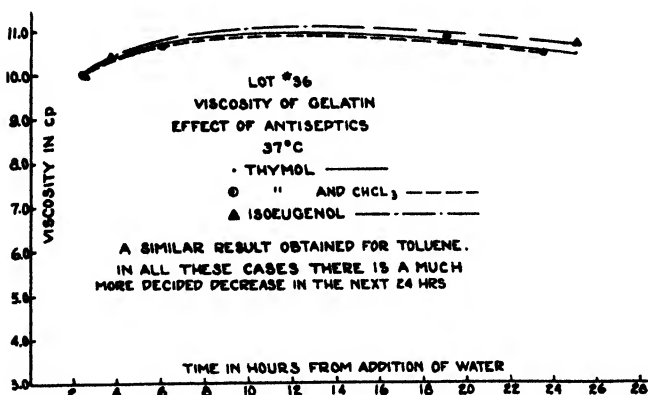 11.0
10.0
9.0
8.0
7.0
6.0
5.0
4.0
3.0
VISCOSITY IN CP
LOT #36
VISCOSITY OF GELATIN
EFFECT OF ANTISEPTICS
37°C
· THYMOL
" AND CHCL3
▲ ISOEUGENOL
A SIMILAR RESULT OBTAINED FOR TOLUENE.
IN ALL THESE CASES THERE IS A MUCH
MORE DECIDED DECREASE IN THE NEXT 24 HRS
TIME IN HOURS FROM ADDITION OF WATER
2 4 6 8 10 12 14 16 18 20 22 24 26 28